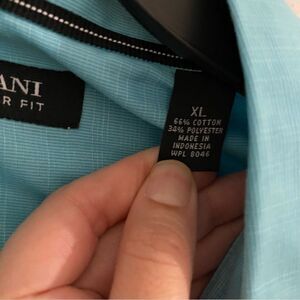 ANI
R FIT
XL
66% COTTON
34% POLYESTER
MADE IN
INDONESIA
WPL 8046